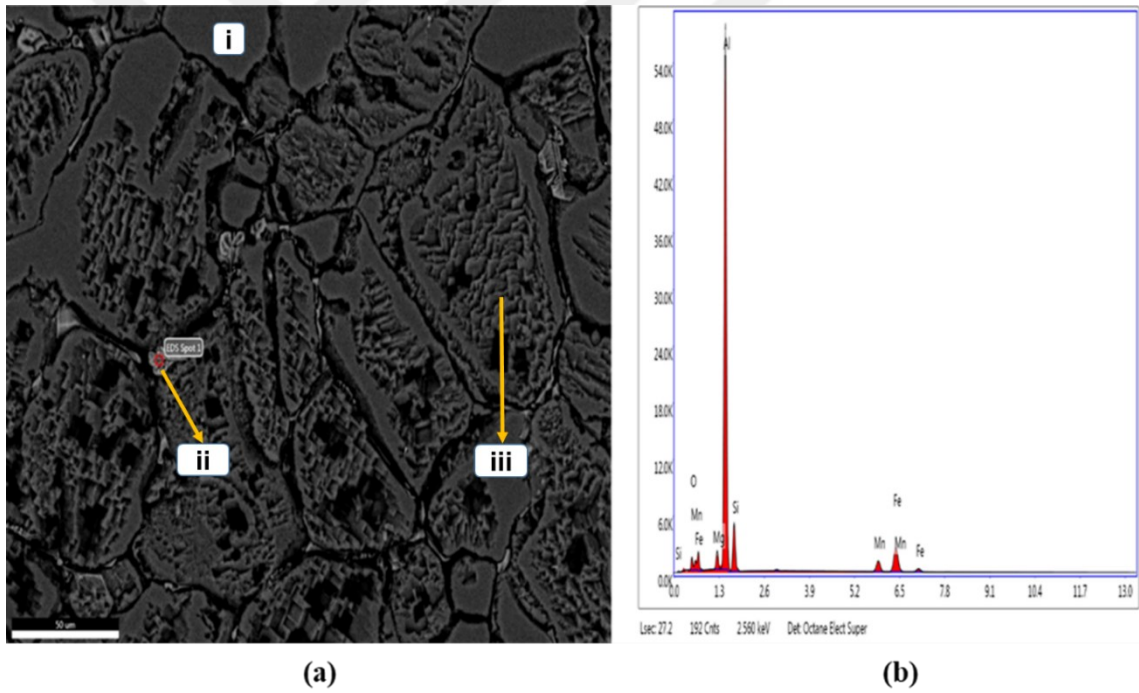 i
EDS Spot 1
ii
iii
50 um
(a)
Al
54.0K
48.0K
42.0K
36.0K
30.0K
24.0K
18.0K
12.0K
6.0K
0.0K
O
Mn
Fe
Si
Mg
Si
Mn
Fe
Mn
Fe
0.0 1.3 2.6 3.9 5.2 6.5 7.8 9.1 10.4 11.7 13.0
Lsec: 27.2 192 Cnts 2.560 keV Det: Octane Elect Super
(b)